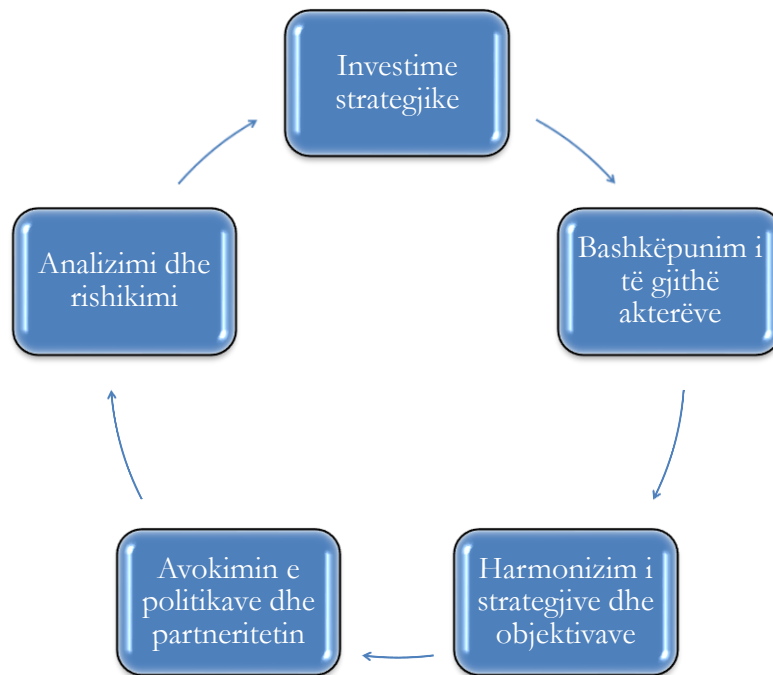 Investime
strategjike
Bashkëpunim i
të gjithë
akterëve
Harmonizim i
strategjive dhe
objektivave
Avokimin e
politikave dhe
partneritetin
Analizimi dhe
rishikimi